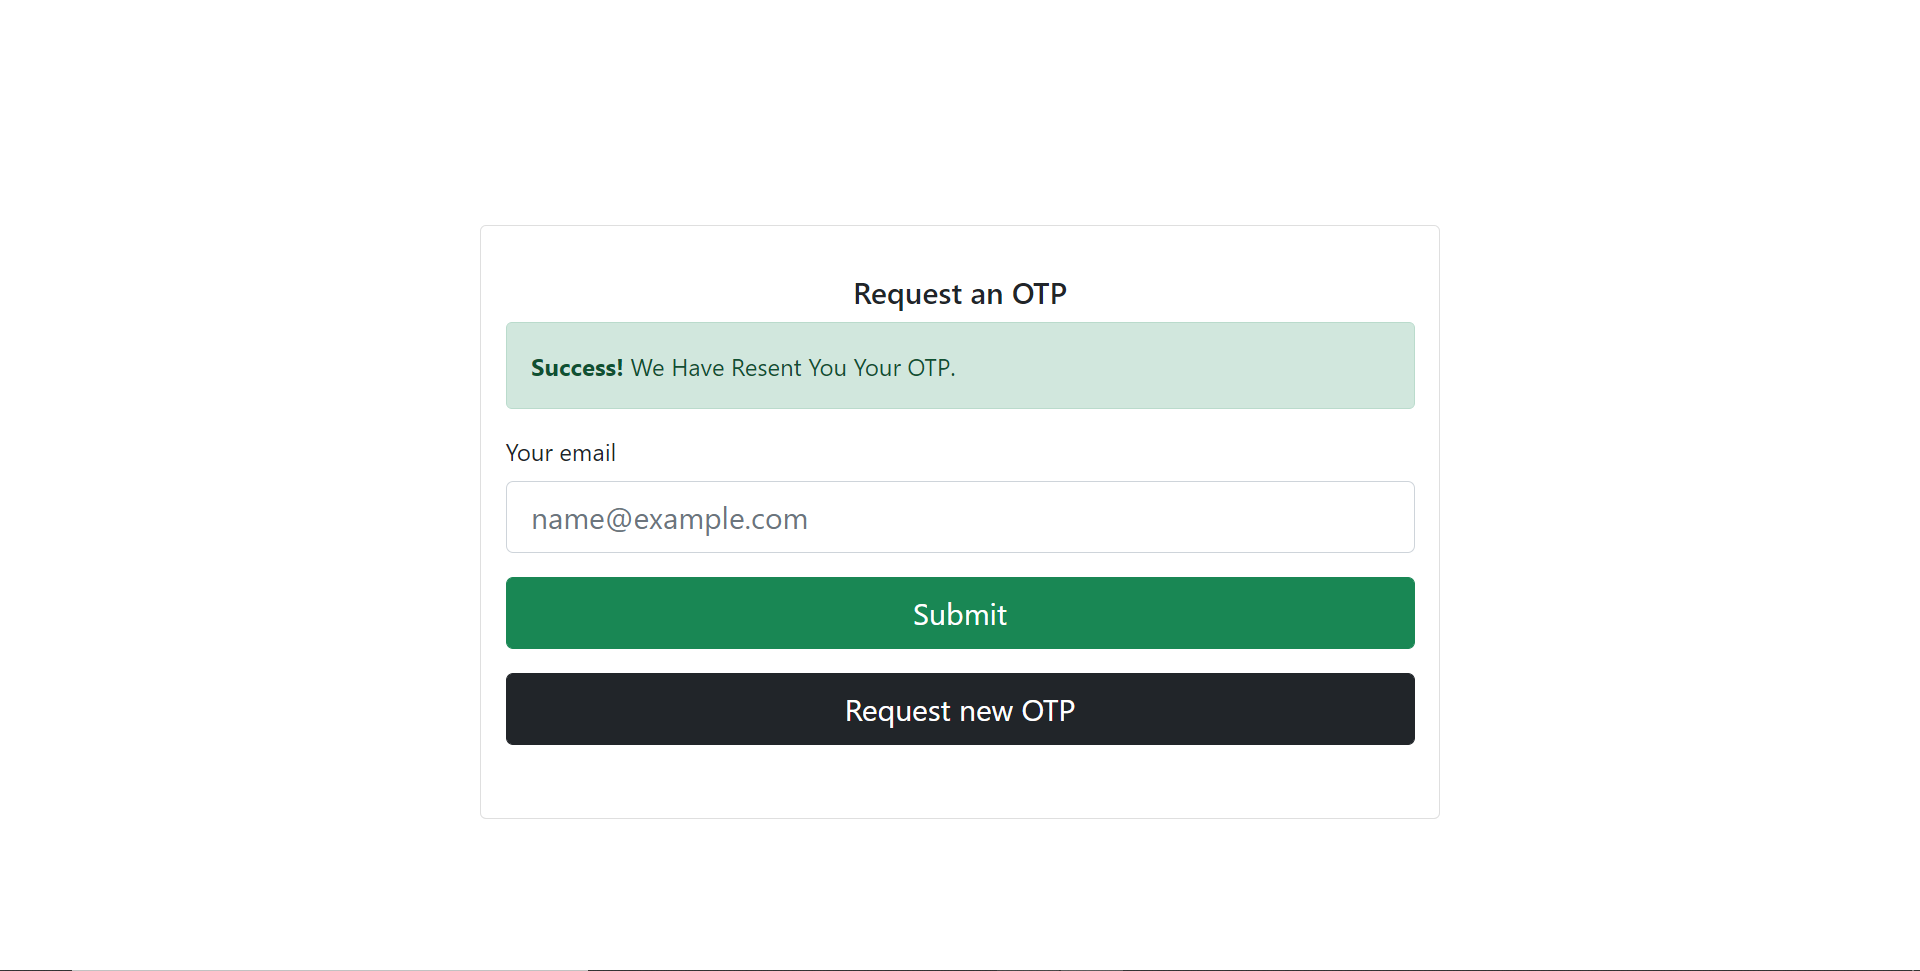 Request an OTP
Success! We Have Resent You Your OTP.
Your email
name@example.com
Submit
Request new OTP